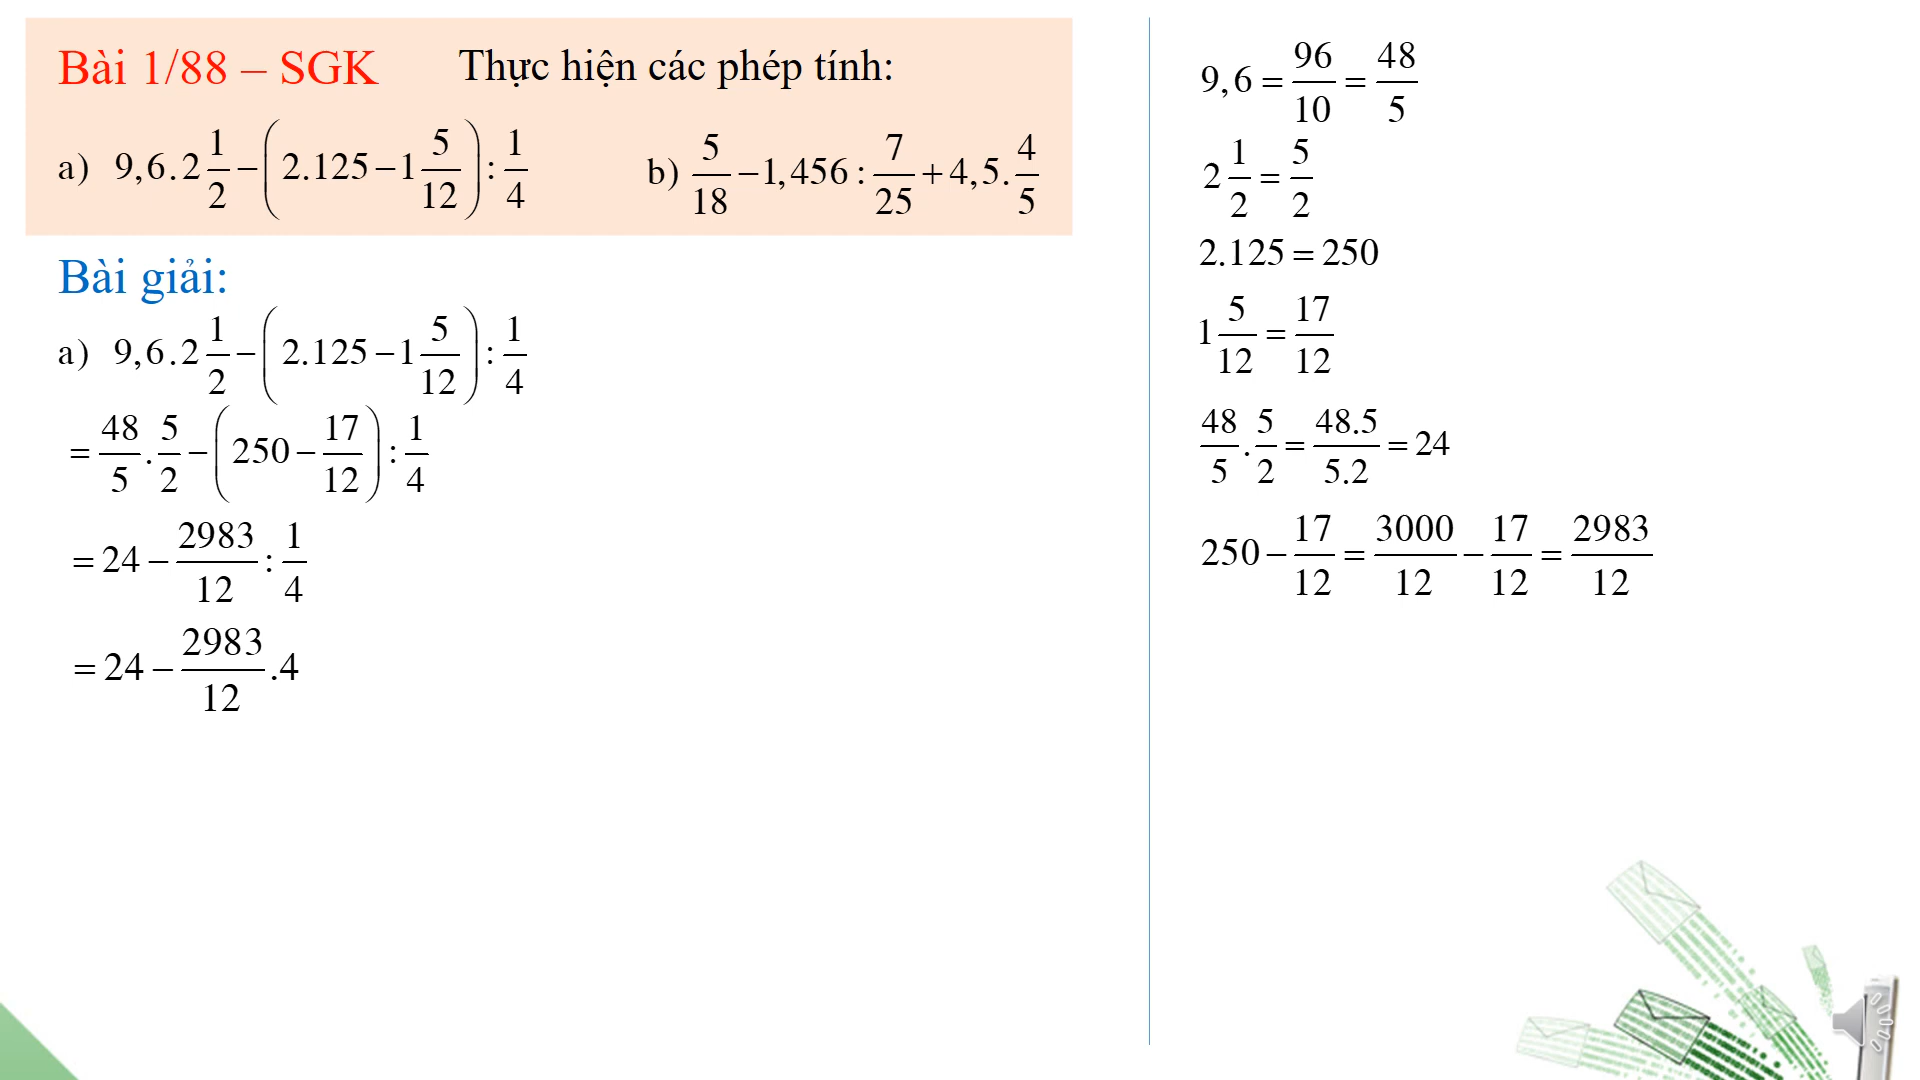 Bài 1/88 – SGK Thực hiện các phép tính:
a) 9,6.2 1/2 − (2.125 − 1 5/12) : 1/4 b) 5/18 − 1,456 : 7/25 + 4,5. 4/5
Bài giải:
a) 9,6.2 1/2 − (2.125 − 1 5/12) : 1/4
= 48/5 . 5/2 − (250 − 17/12) : 1/4
= 24 − 2983/12 : 1/4
= 24 − 2983/12 .4
9,6 = 96/10 = 48/5
2 1/2 = 5/2
2.125 = 250
1 5/12 = 17/12
48/5 . 5/2 = 48.5/5.2 = 24
250 − 17/12 = 3000/12 − 17/12 = 2983/12